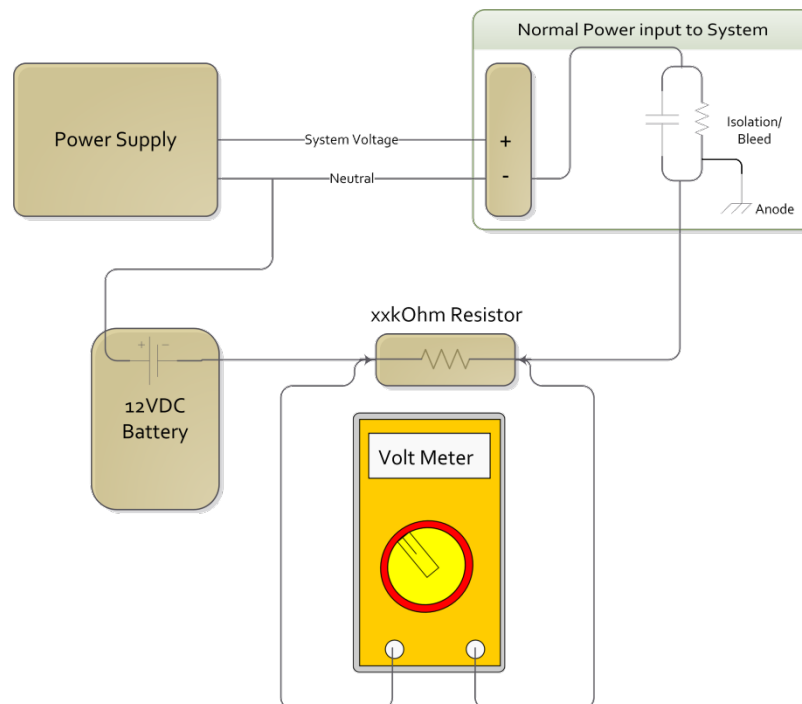 Normal Power input to System
Power Supply
System Voltage
Neutral
+
-
Isolation/
Bleed
Anode
xxkOhm Resistor
+ −
12VDC
Battery
Volt Meter